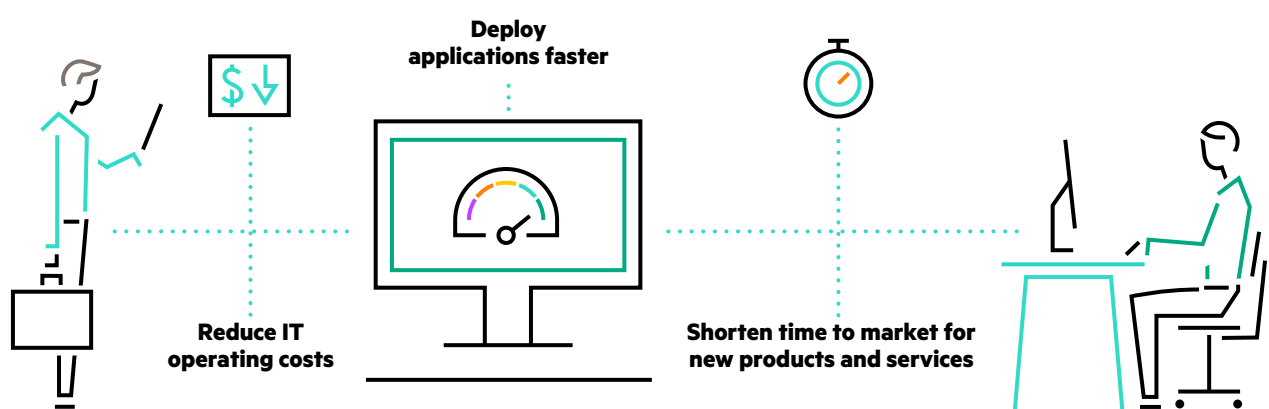 Deploy
applications faster
$
Reduce IT
operating costs
Shorten time to market for
new products and services